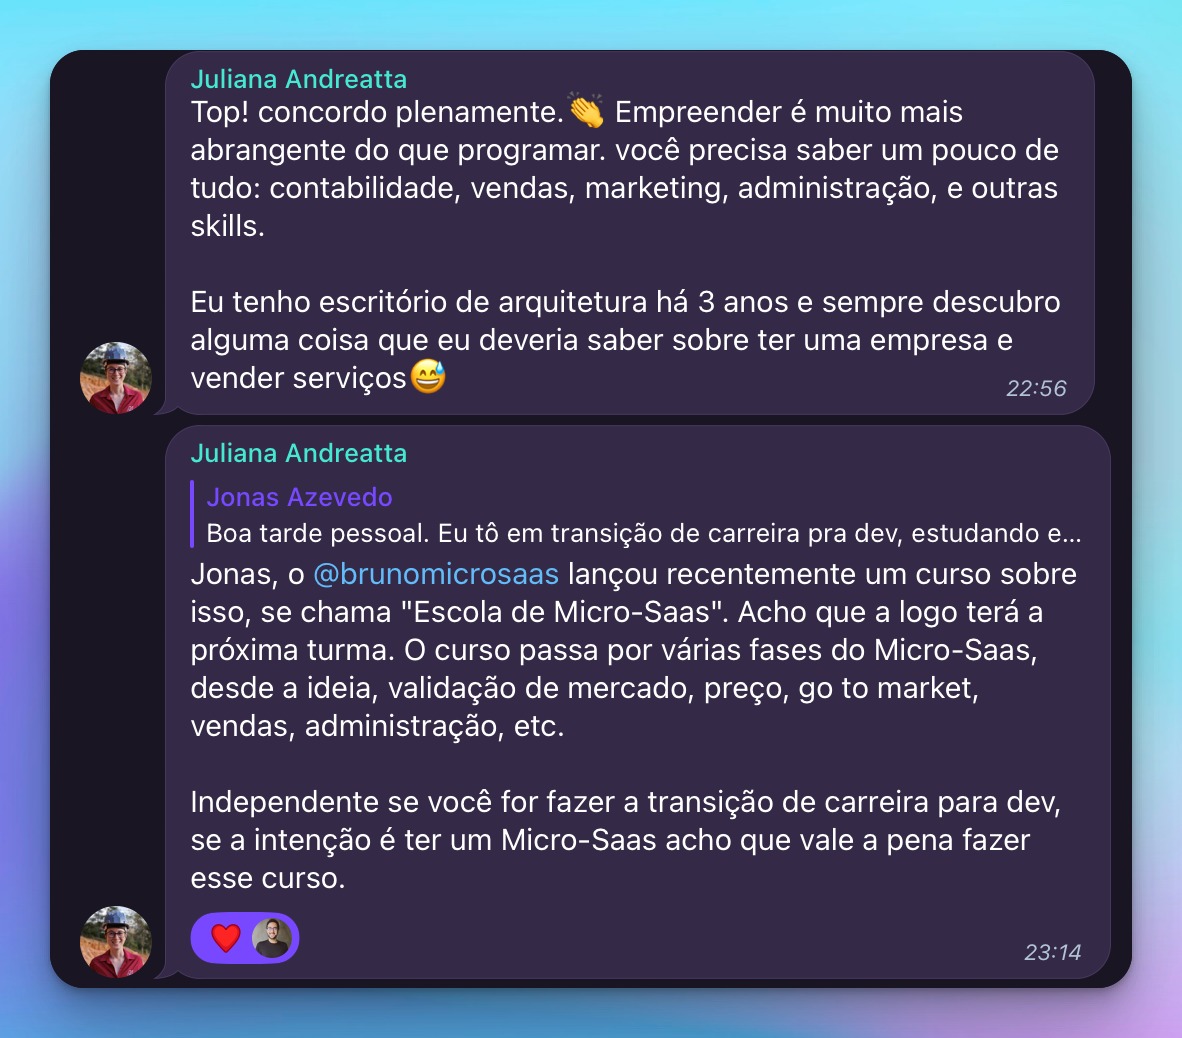 Juliana Andreatta
Top! concordo plenamente.👏 Empreender é muito mais
abrangente do que programar. você precisa saber um pouco de
tudo: contabilidade, vendas, marketing, administração, e outras
skills.
Eu tenho escritório de arquitetura há 3 anos e sempre descubro
alguma coisa que eu deveria saber sobre ter uma empresa e
vender serviços😅
22:56
Juliana Andreatta
Jonas Azevedo
Boa tarde pessoal. Eu tô em transição de carreira pra dev, estudando e...
Jonas, o @brunomicrosaas lançou recentemente um curso sobre
isso, se chama "Escola de Micro-Saas". Acho que a logo terá a
próxima turma. O curso passa por várias fases do Micro-Saas,
desde a ideia, validação de mercado, preço, go to market,
vendas, administração, etc.
Independente se você for fazer a transição de carreira para dev,
se a intenção é ter um Micro-Saas acho que vale a pena fazer
esse curso.
❤️
23:14